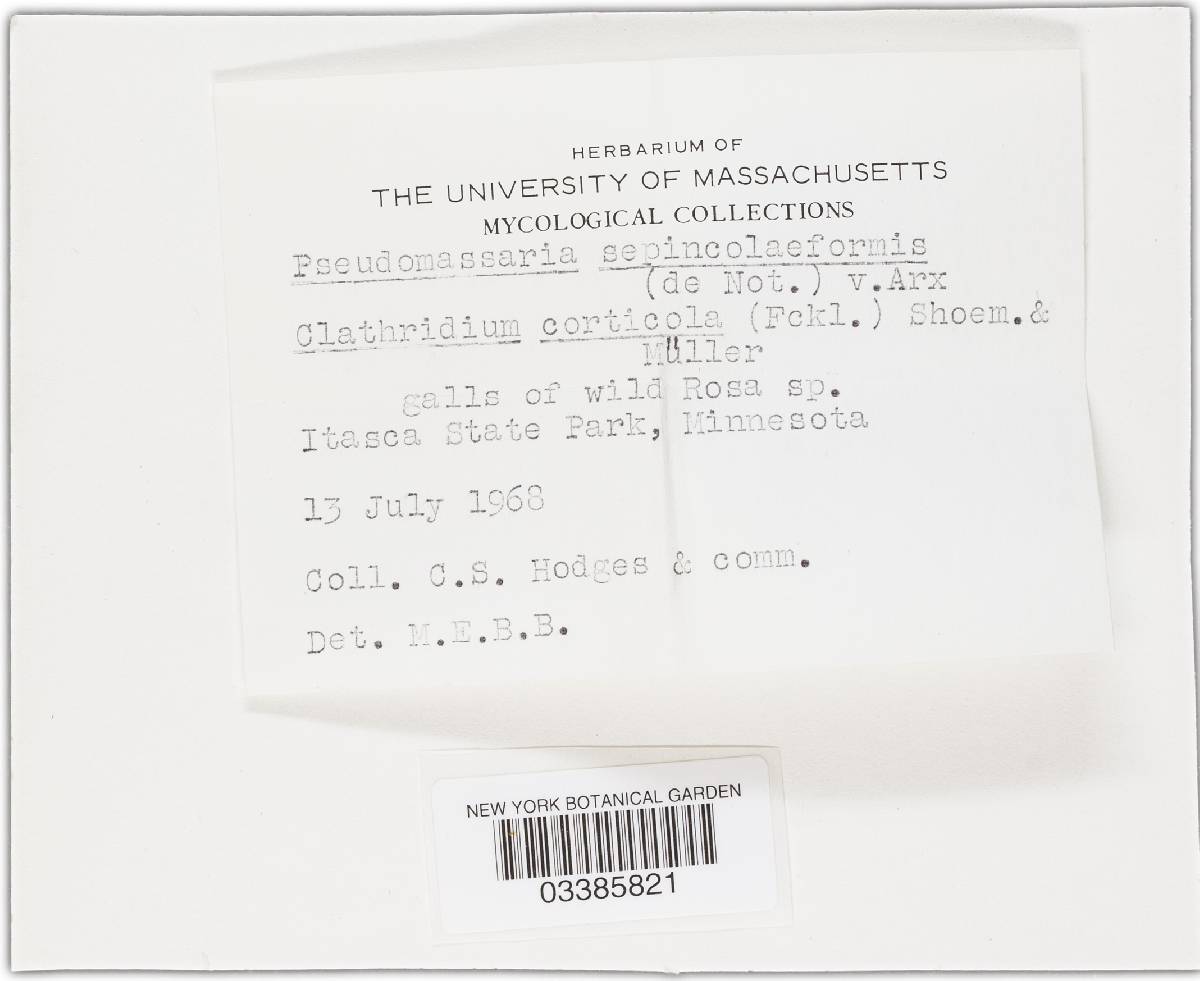 HERBARIUM OF
THE UNIVERSITY OF MASSACHUSETTS
MYCOLOGICAL COLLECTIONS
Pseudomassaria sepincolaeformis
(de Not.) v.Arx
Clathridium corticola (Fckl.) Shoem.&
Müller
galls of wild Rosa sp.
Itasca State Park, Minnesota
13 July 1968
Coll. C.S. Hodges & comm.
Det. M.E.B.B.
NEW YORK BOTANICAL GARDEN
03385821